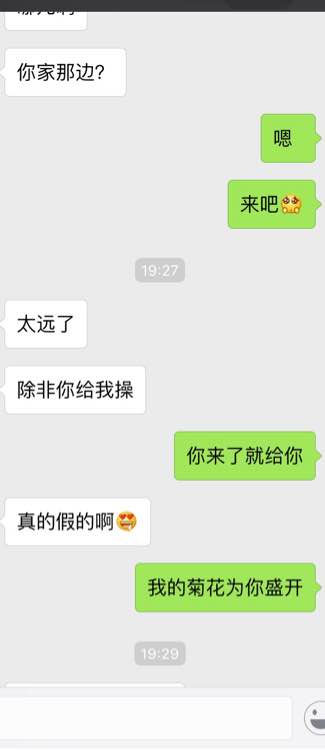 你家那边?
嗯
来吧
19:27
太远了
除非你给我操
你来了就给你
真的假的啊
我的菊花为你盛开
19:29